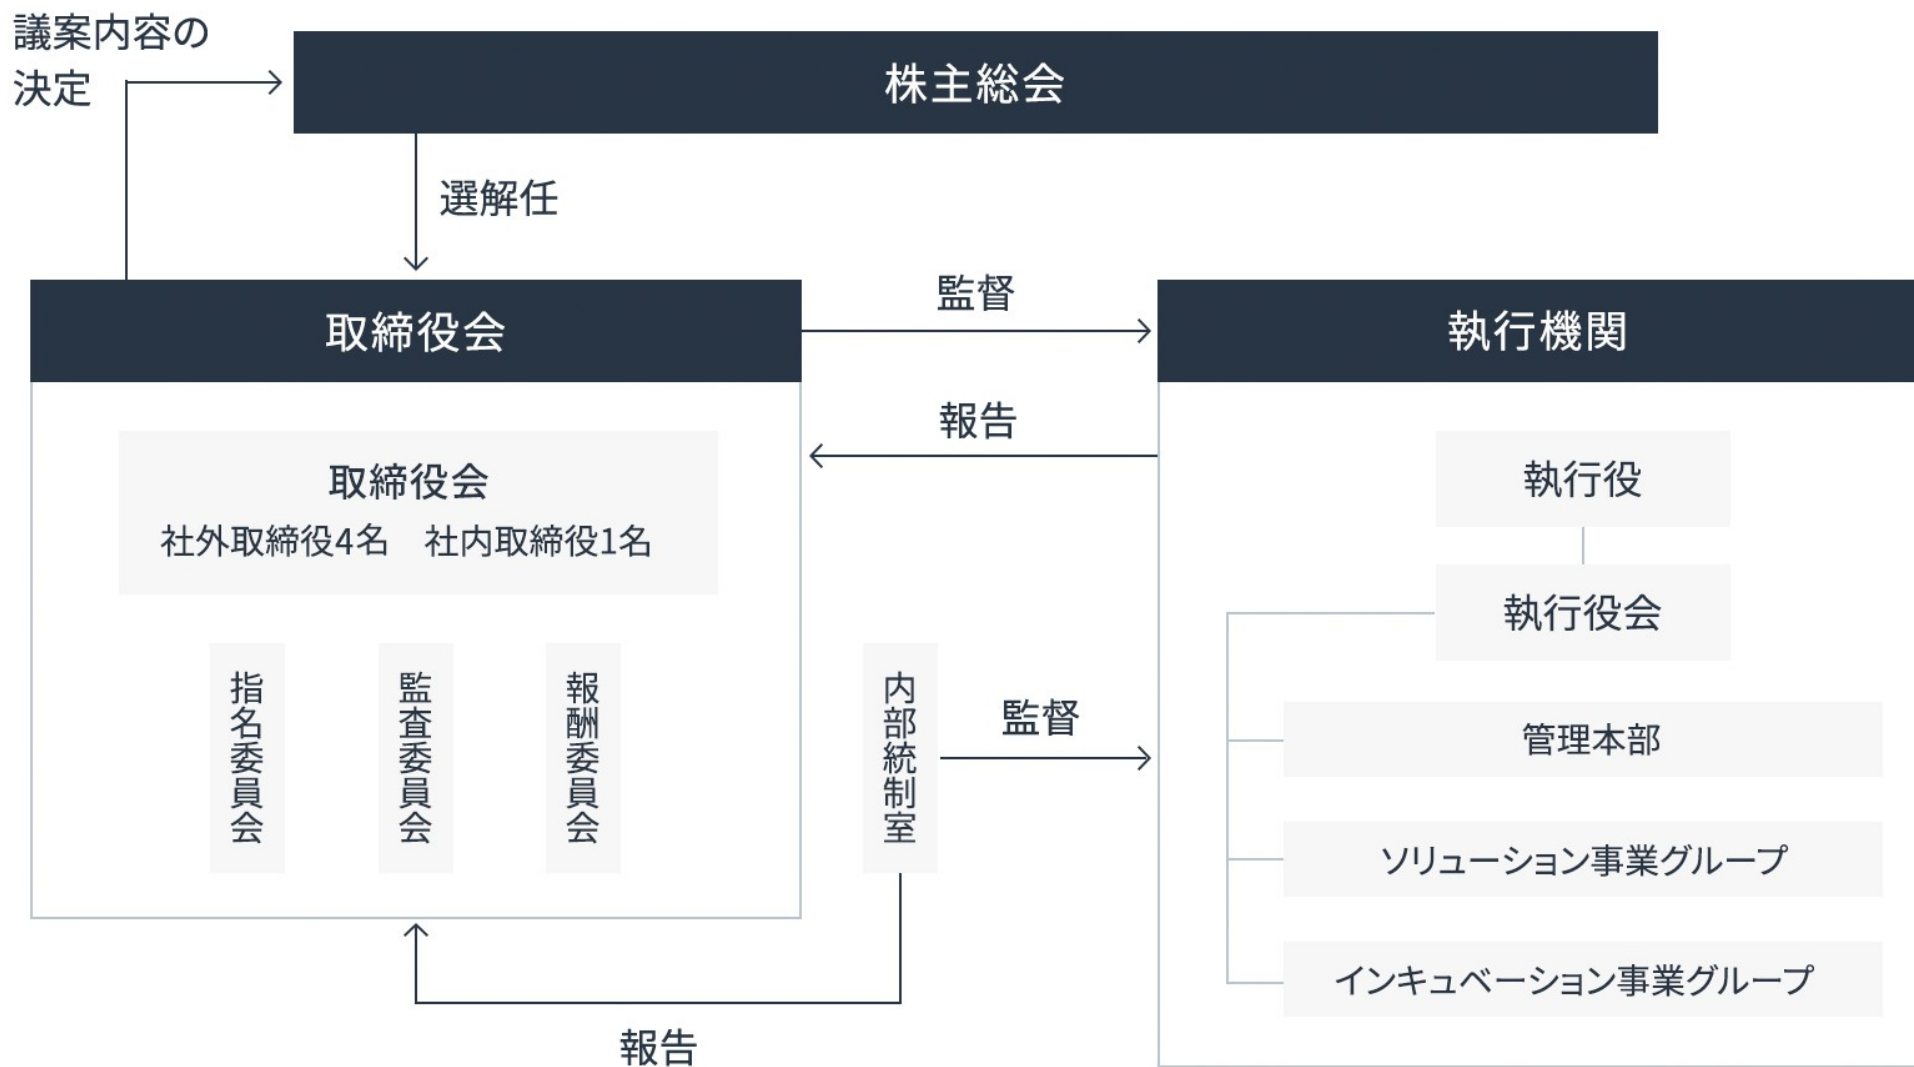 議案内容の
決定
株主総会
選解任
取締役会
監督
執行機関
報告
取締役会
社外取締役4名　社内取締役1名
指名委員会
監査委員会
報酬委員会
内部統制室
監督
報告
執行役
執行役会
管理本部
ソリューション事業グループ
インキュベーション事業グループ